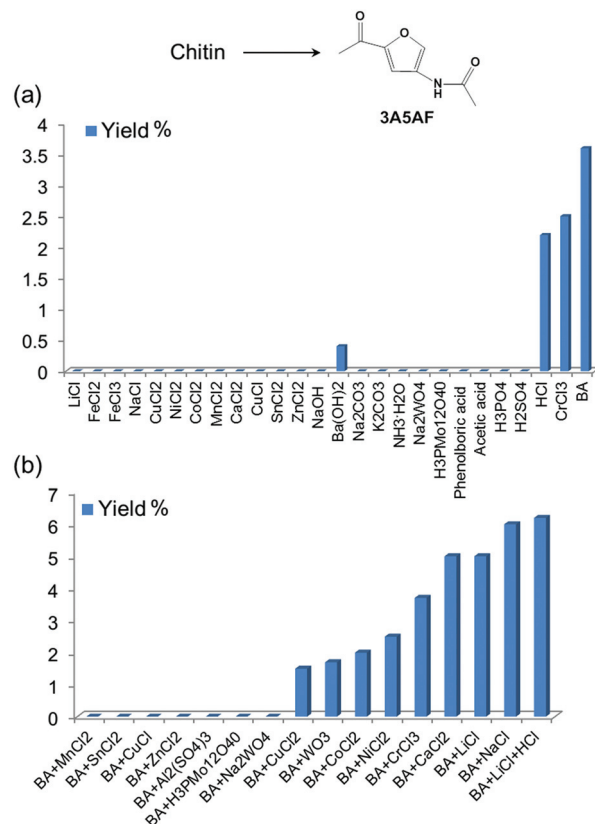 Chitin
O
O
O
N
H
3A5AF
(a)
Yield %
4
3.5
3
2.5
2
1.5
1
0.5
0
LiCl
FeCl2
FeCl3
NaCl
CuCl2
NiCl2
CoCl2
MnCl2
CaCl2
CuCl
SnCl2
ZnCl2
NaOH
Ba(OH)2
Na2CO3
K2CO3
NH3·H2O
Na2WO4
H3PMo12O40
Phenolboric acid
Acetic acid
H3PO4
H2SO4
HCl
CrCl3
BA
(b)
Yield %
7
6
5
4
3
2
1
0
BA+MnCl2
BA+SnCl2
BA+CuCl
BA+ZnCl2
BA+Al2(SO4)3
BA+H3PMo12O40
BA+Na2WO4
BA+CuCl2
BA+WO3
BA+CoCl2
BA+NiCl2
BA+CrCl3
BA+CaCl2
BA+LiCl
BA+NaCl
BA+LiCl+HCl